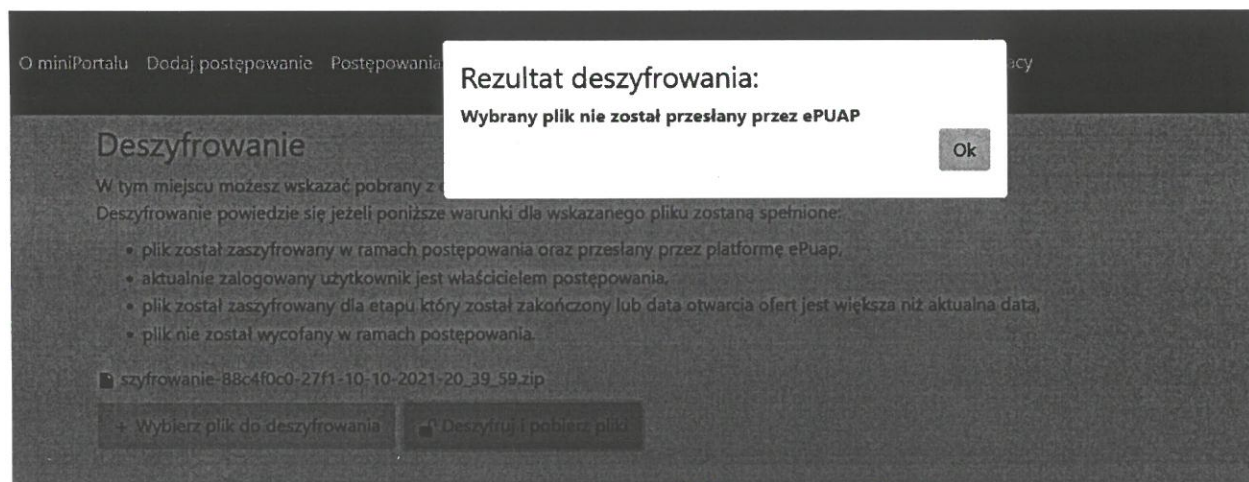 O miniPortalu Dodaj postępowanie Postępowania
acy
Rezultat deszyfrowania:
Wybrany plik nie został przesłany przez ePUAP
Ok
Deszyfrowanie
W tym miejscu możesz wskazać pobrany z
Deszyfrowanie powiedzie się jeżeli poniższe warunki dla wskazanego pliku zostaną spełnione:
• plik został zaszyfrowany w ramach postępowania oraz przesłany przez platformę ePuap,
• aktualnie zalogowany użytkownik jest właścicielem postępowania,
• plik został zaszyfrowany dla etapu który został zakończony lub data otwarcia ofert jest większa niż aktualna data,
• plik nie został wycofany w ramach postępowania.
szyfrowanie-88c4f0c0-27f1-10-10-2021-20_39_59.zip
+ Wybierz plik do deszyfrowania
Deszyfruj i pobierz pliki